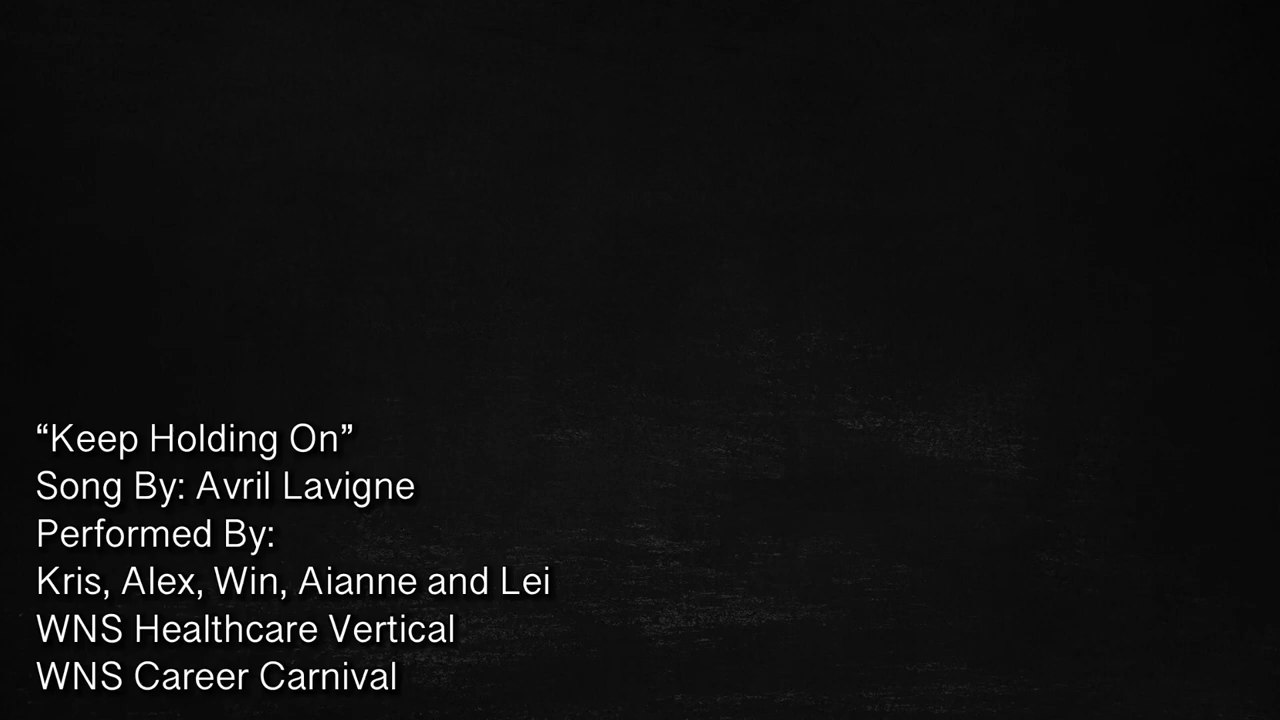 “Keep Holding On”
Song By: Avril Lavigne
Performed By:
Kris, Alex, Win, Aianne and Lei
WNS Healthcare Vertical
WNS Career Carnival